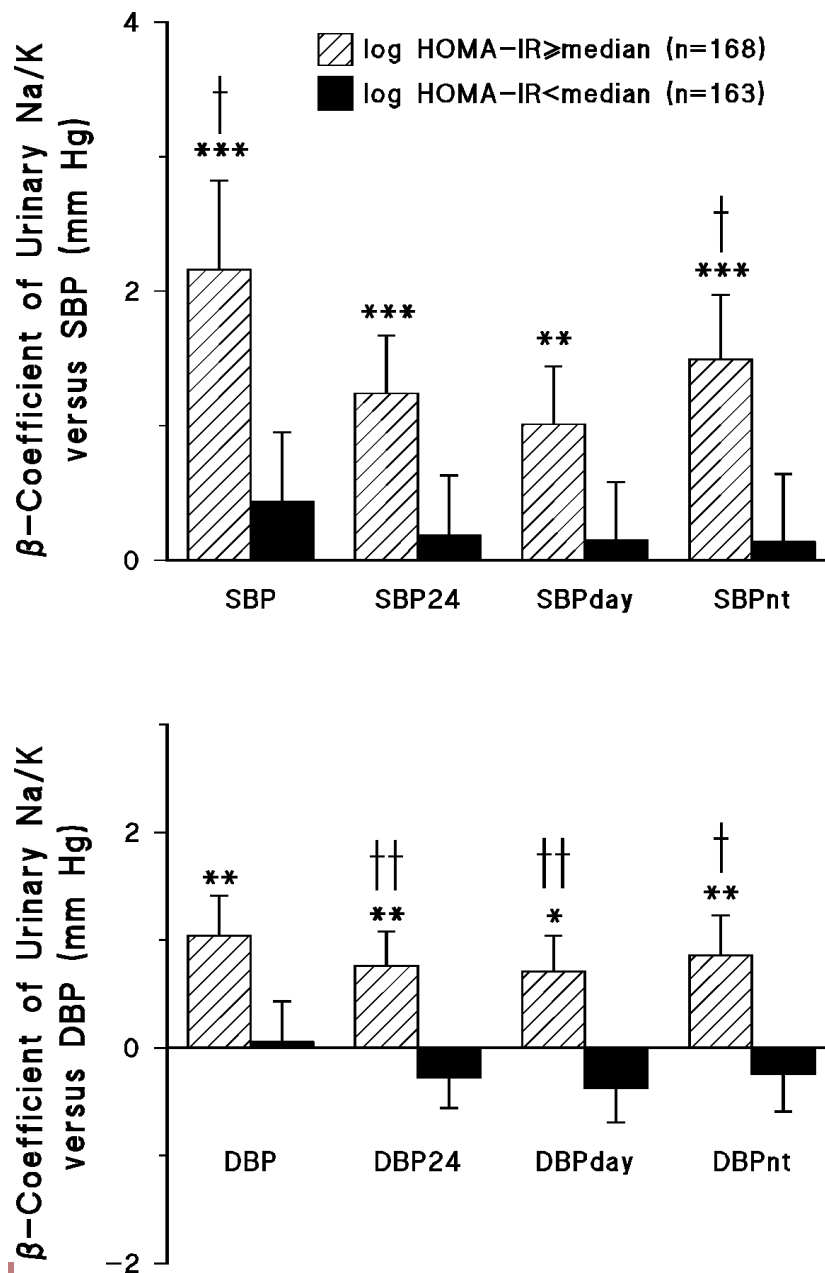 4
2
0
β-Coefficient of Urinary Na/K
versus SBP (mm Hg)
log HOMA-IR≥median (n=168)
log HOMA-IR<median (n=163)
†
***
***
**
†
***
SBP
SBP24
SBPday
SBPnt
2
0
-2
β-Coefficient of Urinary Na/K
versus DBP (mm Hg)
**
††
**
††
*
†
**
DBP
DBP24
DBPday
DBPnt